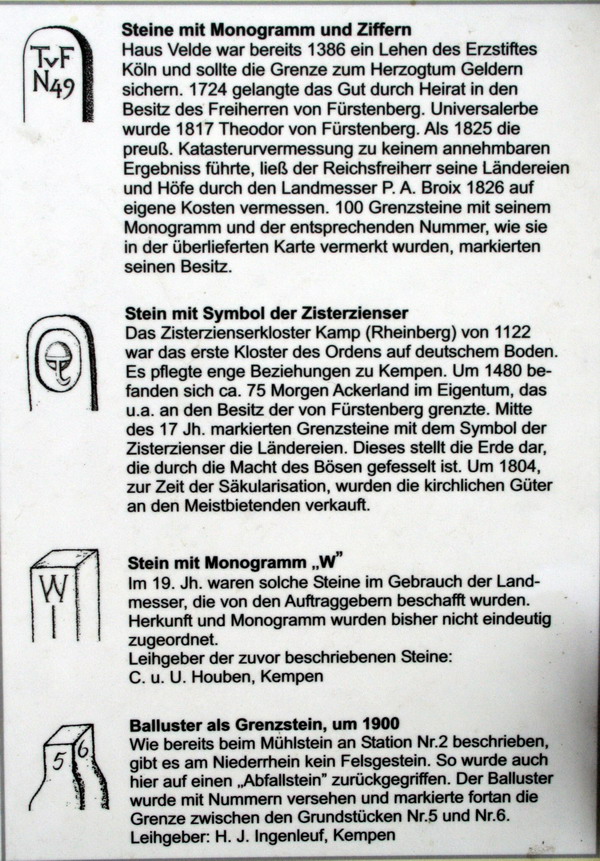 TvF
N49
Steine mit Monogramm und Ziffern
Haus Velde war bereits 1386 ein Lehen des Erzstiftes
Köln und sollte die Grenze zum Herzogtum Geldern
sichern. 1724 gelangte das Gut durch Heirat in den
Besitz des Freiherren von Fürstenberg. Universalerbe
wurde 1817 Theodor von Fürstenberg. Als 1825 die
preuß. Katasterurvermessung zu keinem annehmbaren
Ergebniss führte, ließ der Reichsfreiherr seine Ländereien
und Höfe durch den Landmesser P. A. Broix 1826 auf
eigene Kosten vermessen. 100 Grenzsteine mit seinem
Monogramm und der entsprechenden Nummer, wie sie
in der überlieferten Karte vermerkt wurden, markierten
seinen Besitz.
Stein mit Symbol der Zisterzienser
Das Zisterzienserkloster Kamp (Rheinberg) von 1122
war das erste Kloster des Ordens auf deutschem Boden.
Es pflegte enge Beziehungen zu Kempen. Um 1480 be-
fanden sich ca. 75 Morgen Ackerland im Eigentum, das
u.a. an den Besitz der von Fürstenberg grenzte. Mitte
des 17 Jh. markierten Grenzsteine mit dem Symbol der
Zisterzienser die Ländereien. Dieses stellt die Erde dar,
die durch die Macht des Bösen gefesselt ist. Um 1804,
zur Zeit der Säkularisation, wurden die kirchlichen Güter
an den Meistbietenden verkauft.
W
Stein mit Monogramm „W”
Im 19. Jh. waren solche Steine im Gebrauch der Land-
messer, die von den Auftraggebern beschafft wurden.
Herkunft und Monogramm wurden bisher nicht eindeutig
zugeordnet.
Leihgeber der zuvor beschriebenen Steine:
C. u. U. Houben, Kempen
5 6
Balluster als Grenzstein, um 1900
Wie bereits beim Mühlstein an Station Nr.2 beschrieben,
gibt es am Niederrhein kein Felsgestein. So wurde auch
hier auf einen „Abfallstein” zurückgegriffen. Der Balluster
wurde mit Nummern versehen und markierte fortan die
Grenze zwischen den Grundstücken Nr.5 und Nr.6.
Leihgeber: H. J. Ingenleuf, Kempen